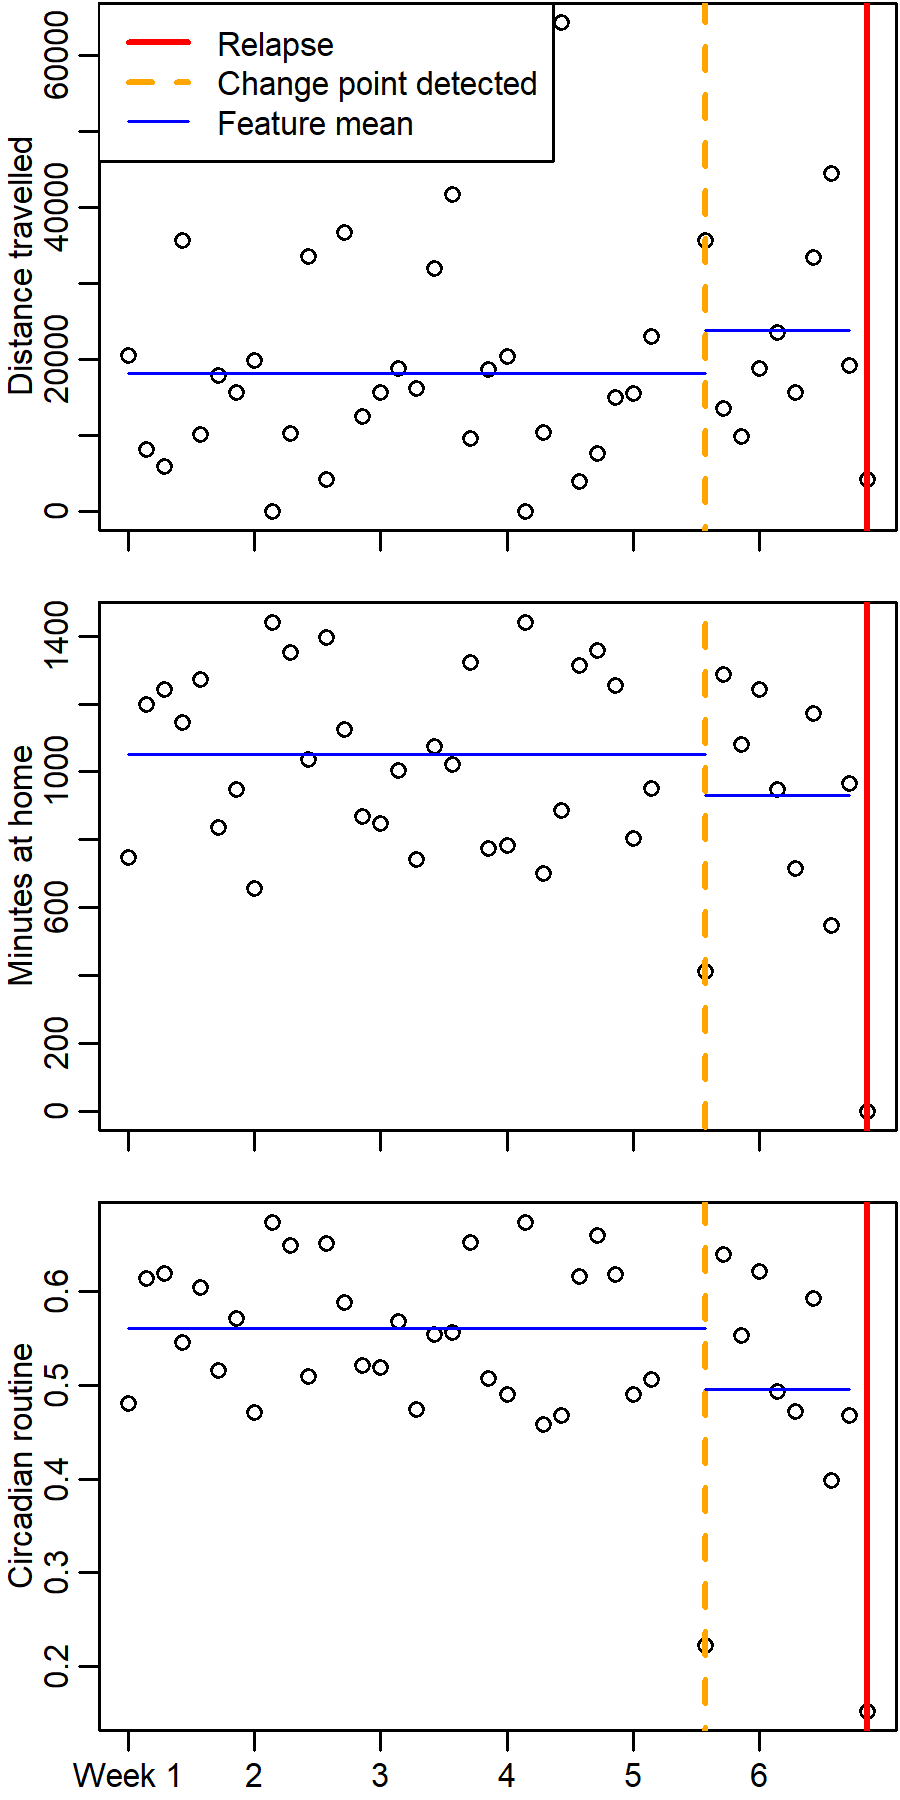 Relapse
Change point detected
Feature mean
Distance travelled
60000
40000
20000
0
Minutes at home
1400
1000
600
200
0
Circadian routine
0.6
0.5
0.4
0.3
0.2
Week 1 2 3 4 5 6